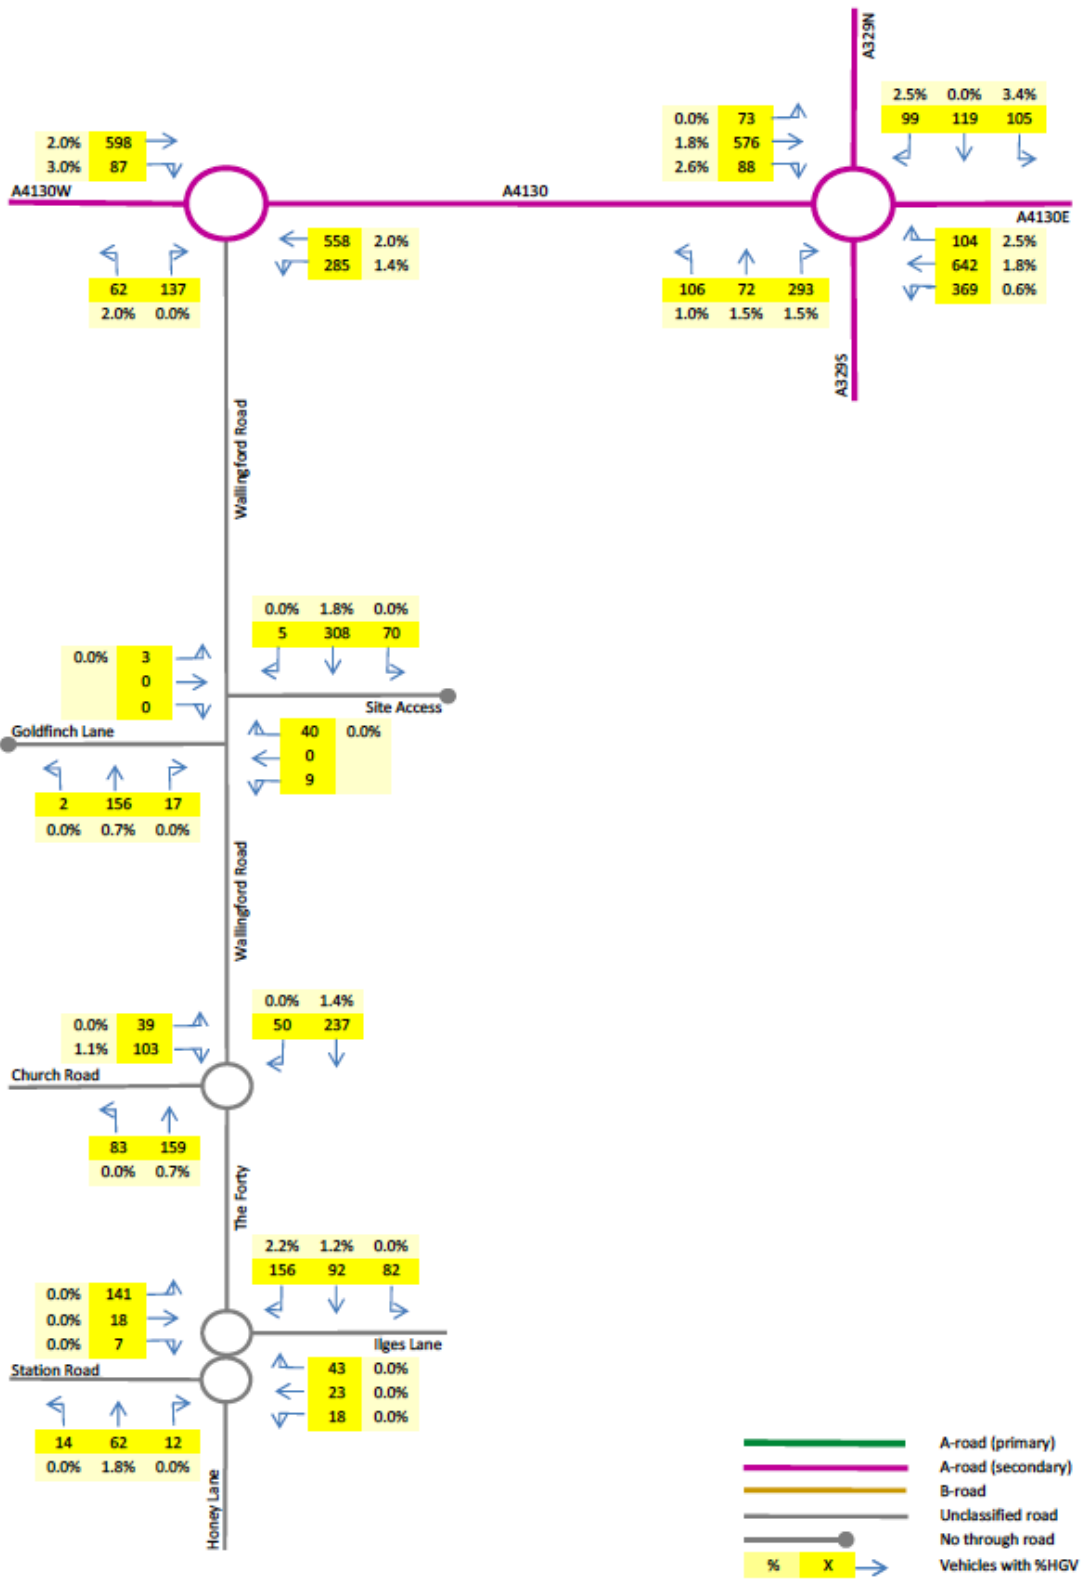 A329N
2.5% 0.0% 3.4%
99 119 105
0.0% 73
1.8% 576
2.6% 88
2.0% 598
3.0% 87
A4130W
A4130
A4130E
558 2.0%
285 1.4%
104 2.5%
642 1.8%
369 0.6%
62 137
2.0% 0.0%
106 72 293
1.0% 1.5% 1.5%
A329S
Wallingford Road
0.0% 1.8% 0.0%
5 308 70
0.0% 3
0
0
Site Access
Goldfinch Lane
40 0.0%
0
9
2 156 17
0.0% 0.7% 0.0%
Wallingford Road
0.0% 1.4%
50 237
0.0% 39
1.1% 103
Church Road
83 159
0.0% 0.7%
The Forty
2.2% 1.2% 0.0%
156 92 82
0.0% 141
0.0% 18
0.0% 7
Ilges Lane
Station Road
43 0.0%
23 0.0%
18 0.0%
14 62 12
0.0% 1.8% 0.0%
Honey Lane
A-road (primary)
A-road (secondary)
B-road
Unclassified road
No through road
% X Vehicles with %HGV